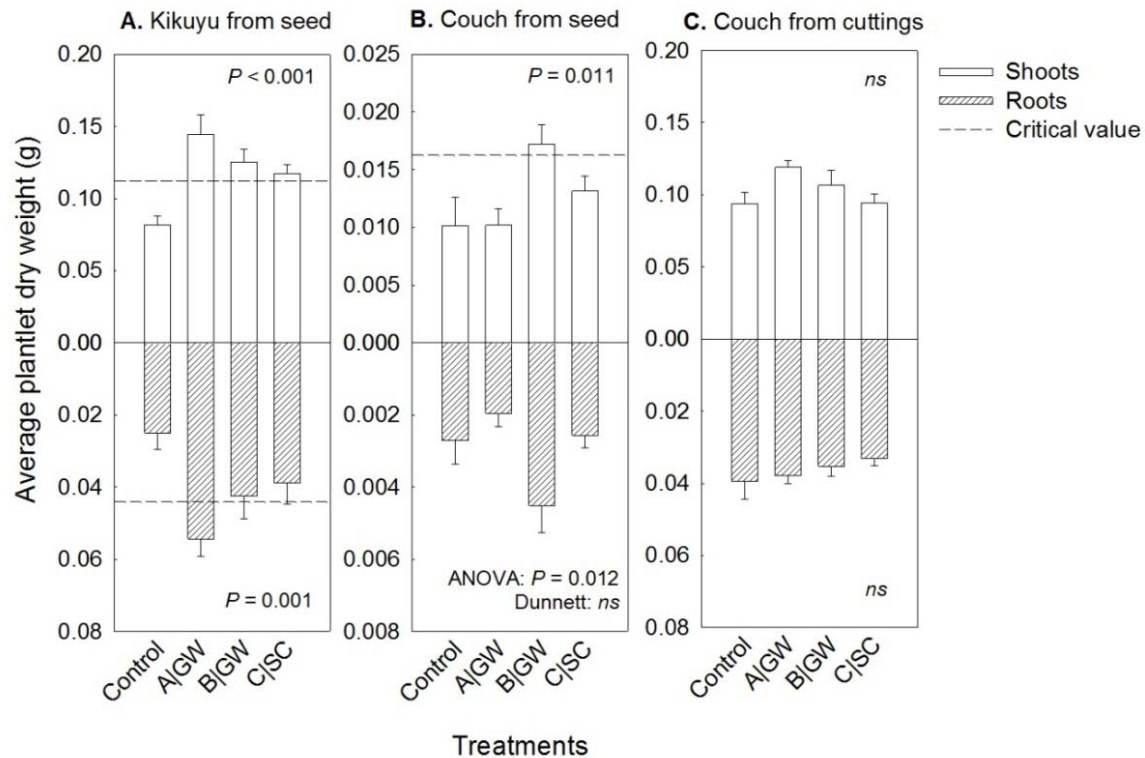 A. Kikuyu from seed
B. Couch from seed
C. Couch from cuttings
Average plantlet dry weight (g)
0.20
0.15
0.10
0.05
0.00
0.02
0.04
0.06
0.08
P < 0.001
P = 0.001
Control
A|GW
B|GW
C|SC
0.025
0.020
0.015
0.010
0.005
0.000
0.002
0.004
0.006
0.008
P = 0.011
ANOVA: P = 0.012
Dunnett: ns
Control
A|GW
B|GW
C|SC
0.20
0.15
0.10
0.05
0.00
0.02
0.04
0.06
0.08
ns
ns
Control
A|GW
B|GW
C|SC
Shoots
Roots
Critical value
Treatments